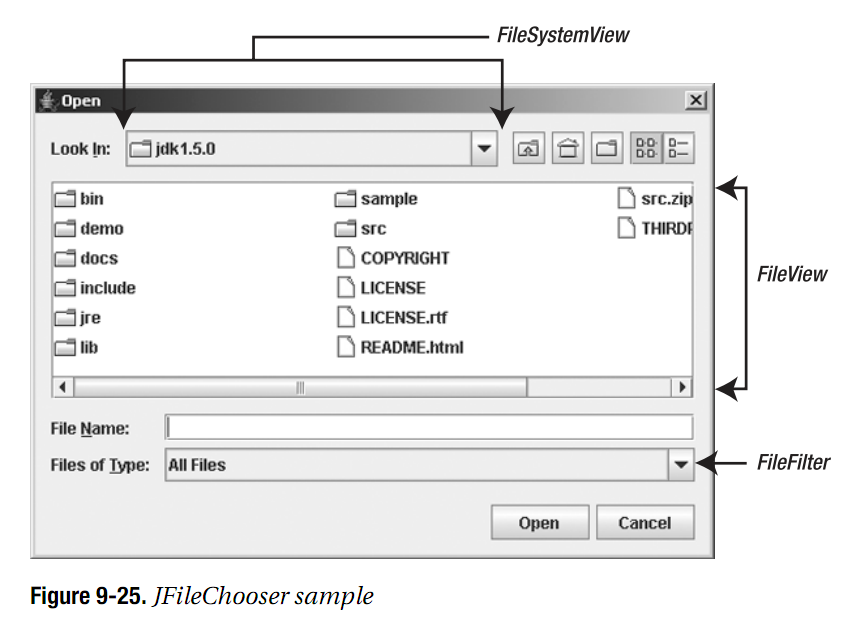 FileSystemView
Open
Look In: jdk1.5.0
bin sample src.zip
demo src THIRDF
docs COPYRIGHT
include LICENSE
jre LICENSE.rtf
lib README.html
FileView
File Name:
Files of Type: All Files
FileFilter
Open Cancel
Figure 9-25. JFileChooser sample